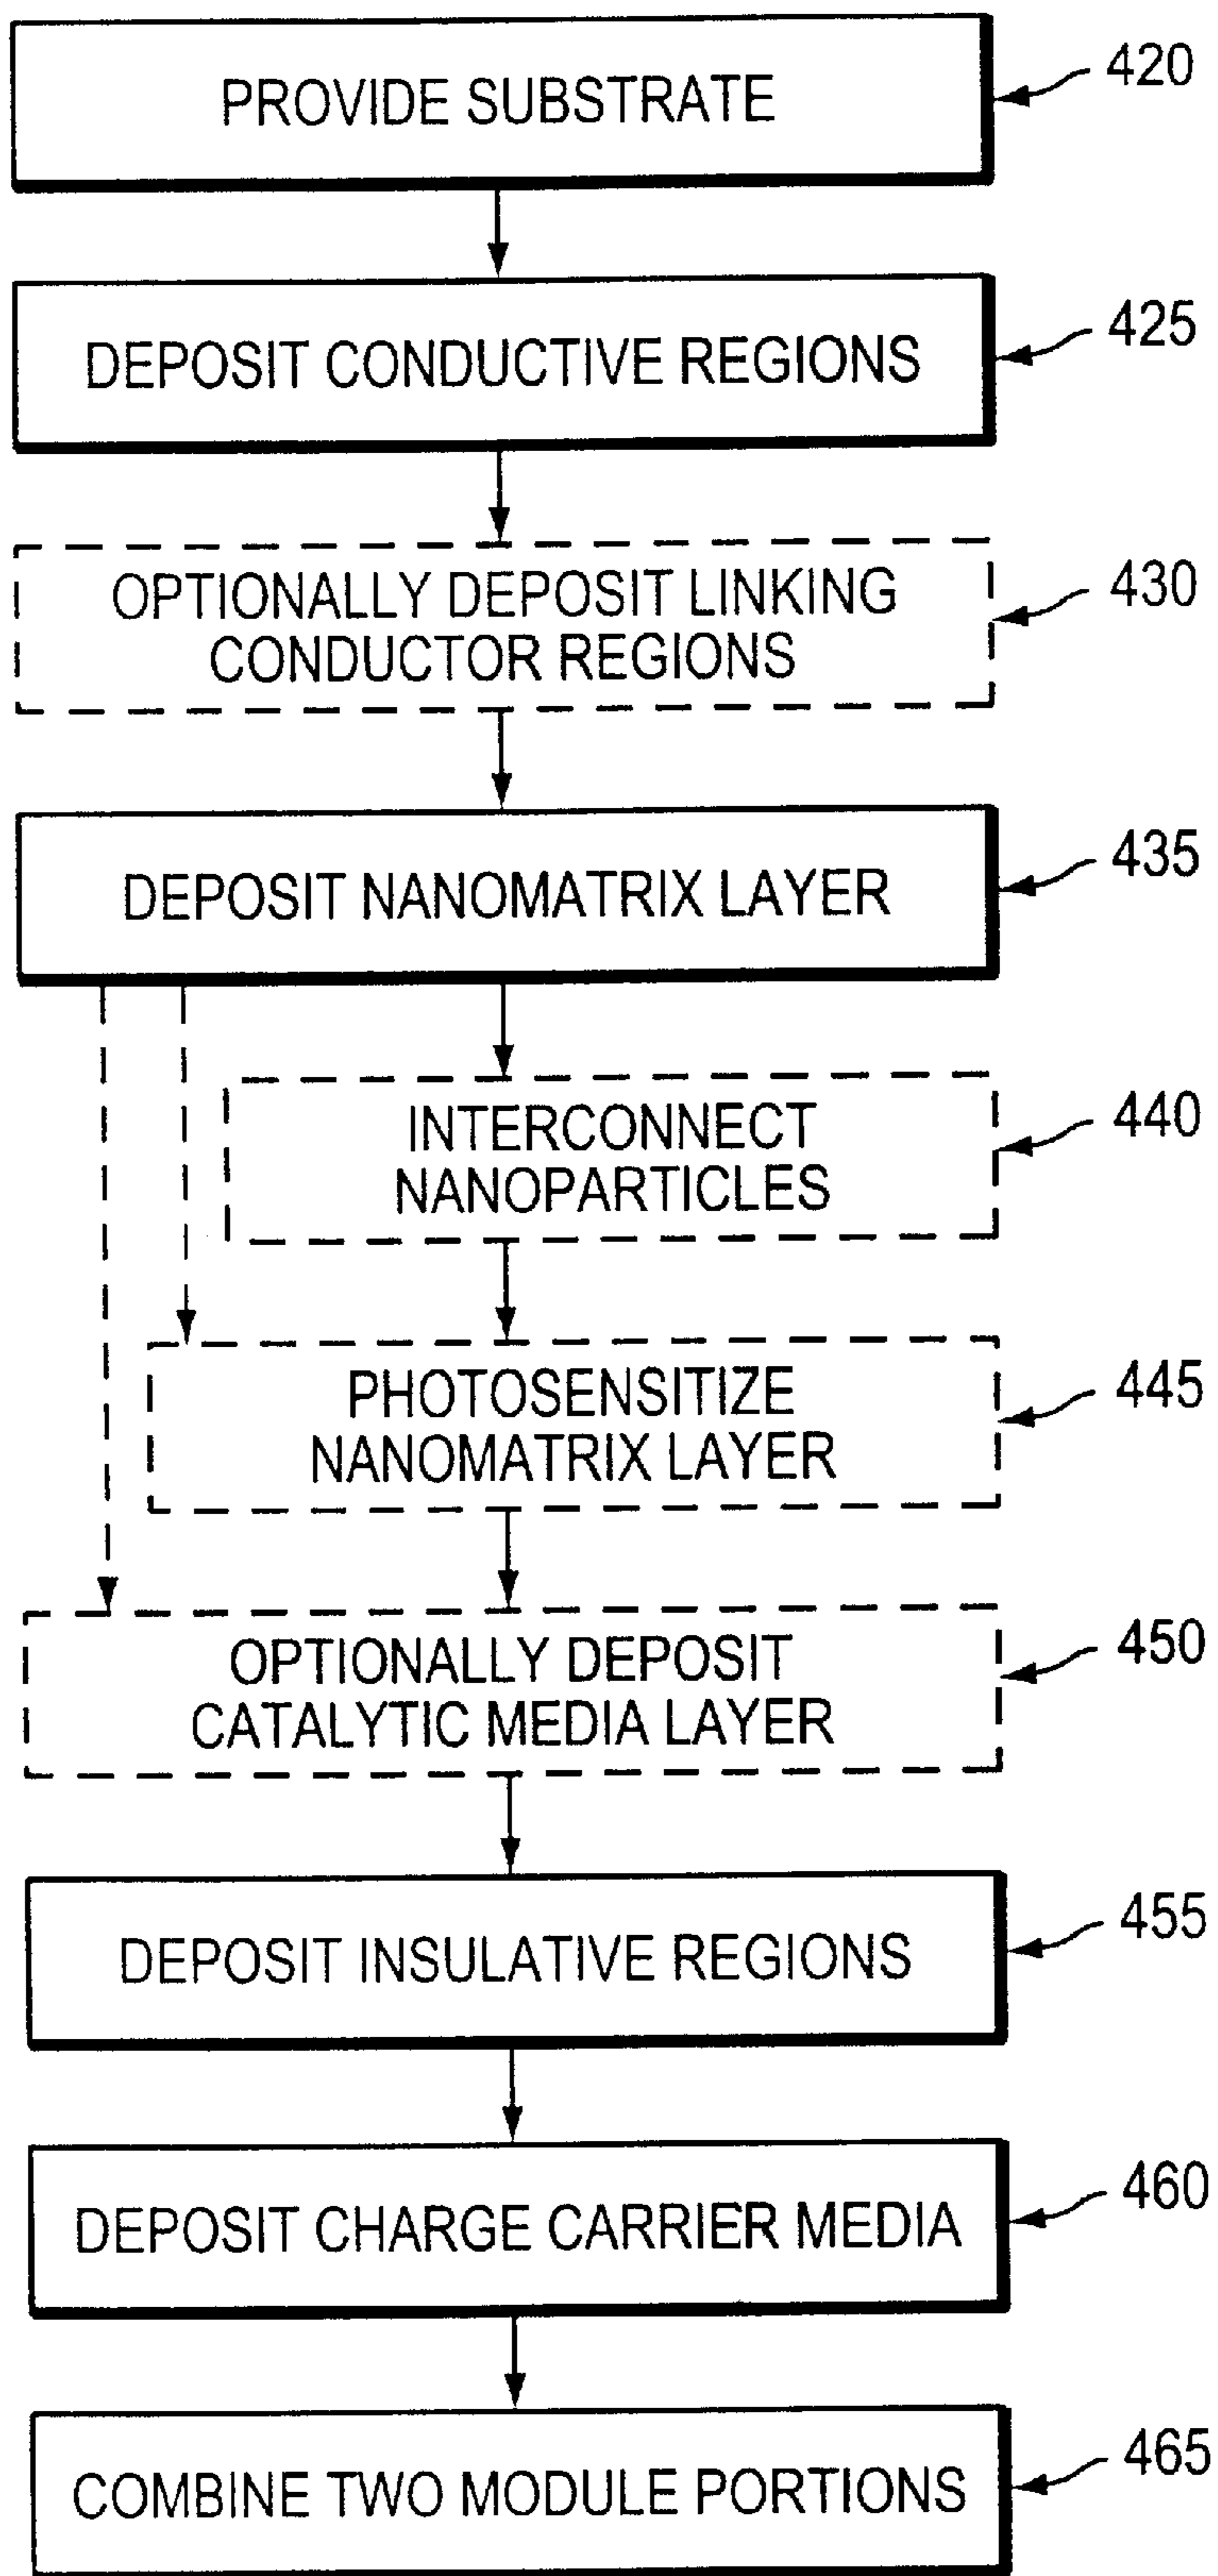 PROVIDE SUBSTRATE
420
DEPOSIT CONDUCTIVE REGIONS
425
OPTIONALLY DEPOSIT LINKING
CONDUCTOR REGIONS
430
DEPOSIT NANOMATRIX LAYER
435
INTERCONNECT
NANOPARTICLES
440
PHOTOSENSITIZE
NANOMATRIX LAYER
445
OPTIONALLY DEPOSIT
CATALYTIC MEDIA LAYER
450
DEPOSIT INSULATIVE REGIONS
455
DEPOSIT CHARGE CARRIER MEDIA
460
COMBINE TWO MODULE PORTIONS
465